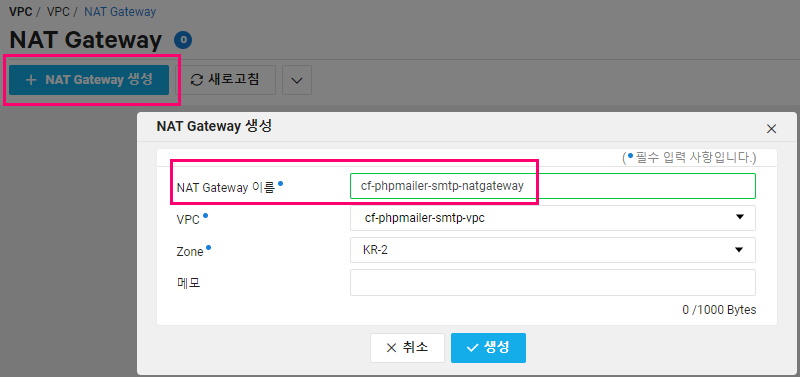 VPC / VPC / NAT Gateway
NAT Gateway 0
+ NAT Gateway 생성 새로고침
NAT Gateway 생성
(• 필수 입력 사항입니다.)
NAT Gateway 이름 • cf-phpmailer-smtp-natgateway
VPC • cf-phpmailer-smtp-vpc
Zone • KR-2
메모
0 /1000 Bytes
취소 생성